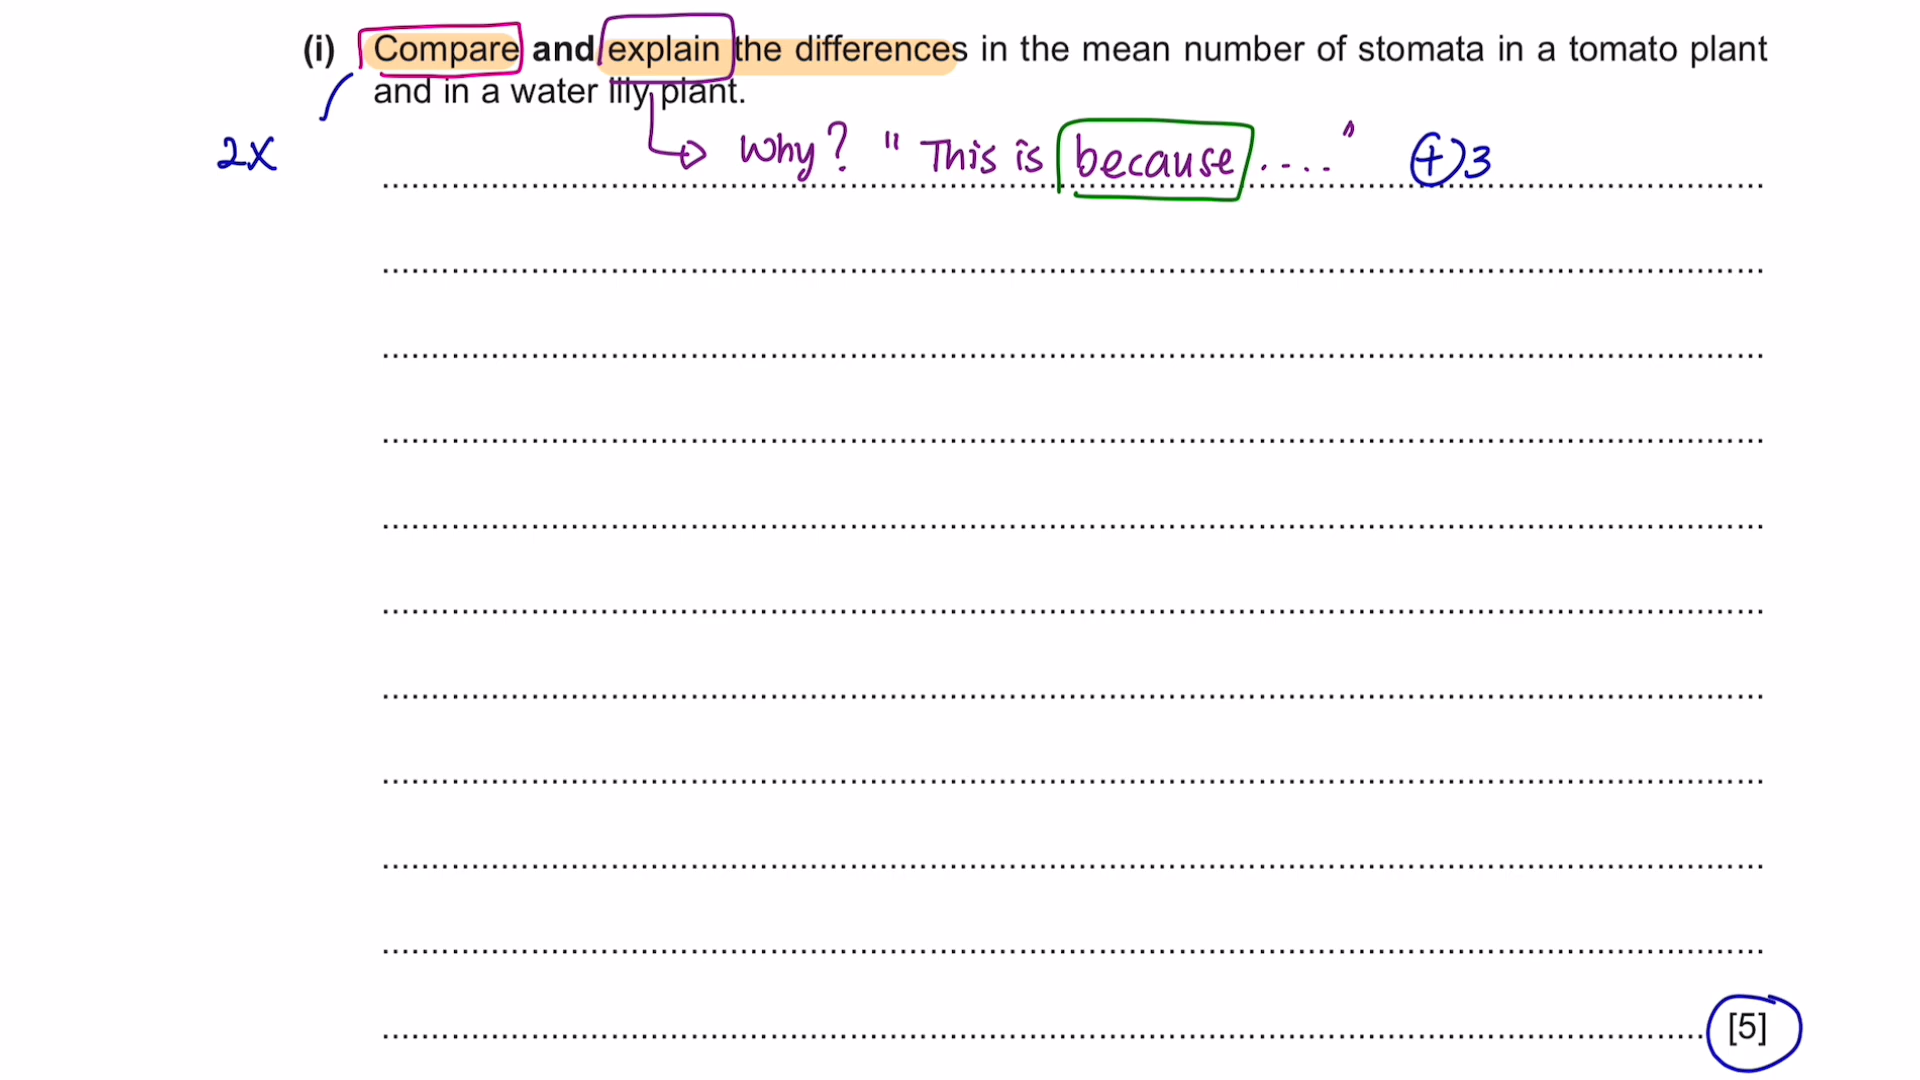 (i) Compare and explain the differences in the mean number of stomata in a tomato plant
and in a water lily plant.
2x
Why? "This is because ...." + 3
[5]